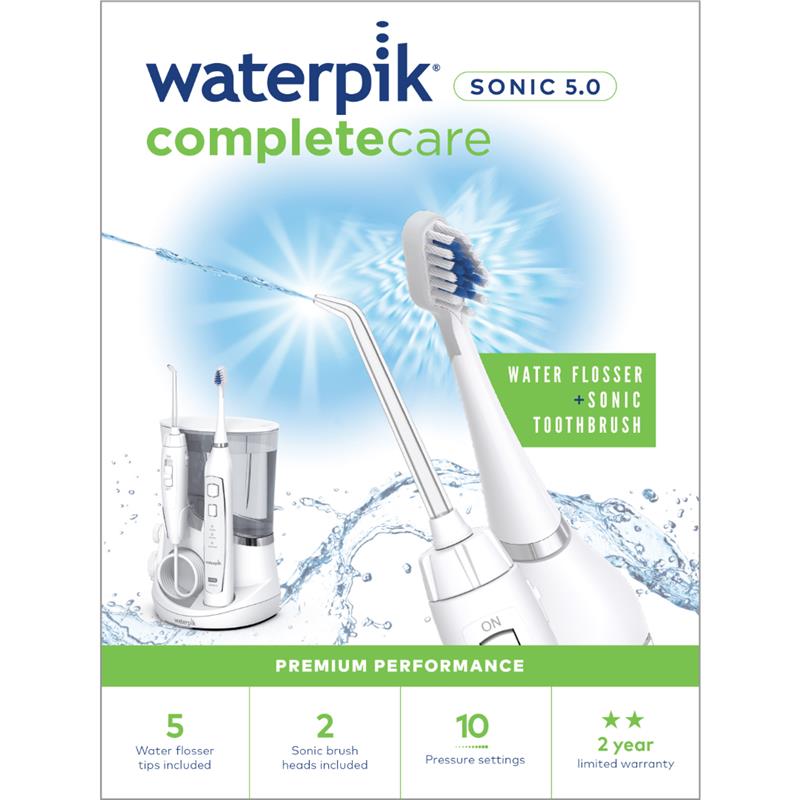 waterpik® SONIC 5.0
completecare
WATER FLOSSER
+SONIC
TOOTHBRUSH
waterpik
waterpik
ON
PREMIUM PERFORMANCE
5
Water flosser
tips included
2
Sonic brush
heads included
10
Pressure settings
2 year
limited warranty